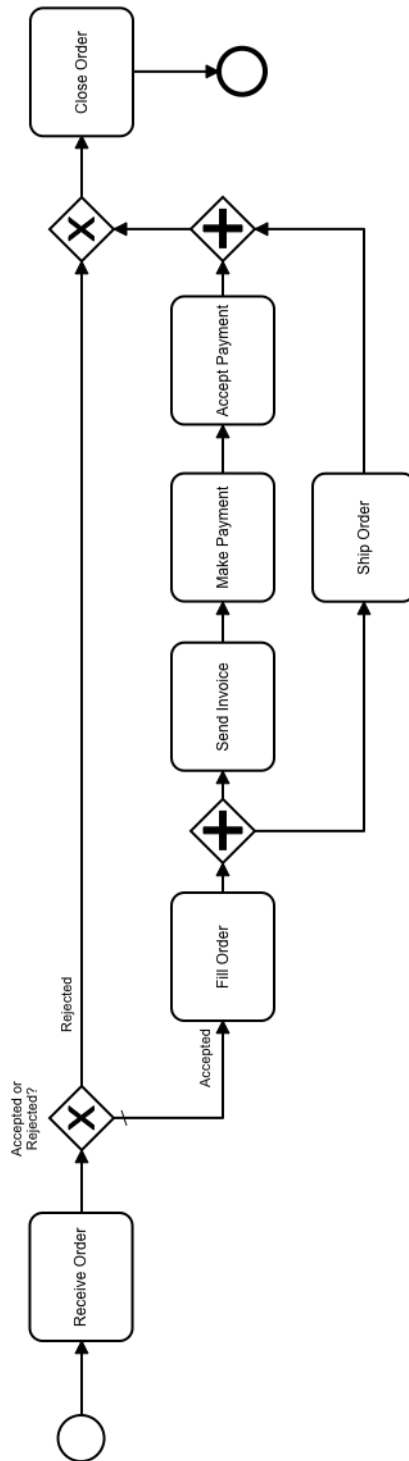 Receive Order
Accepted or
Rejected?
Rejected
Accepted
Fill Order
Send Invoice
Make Payment
Accept Payment
Ship Order
Close Order